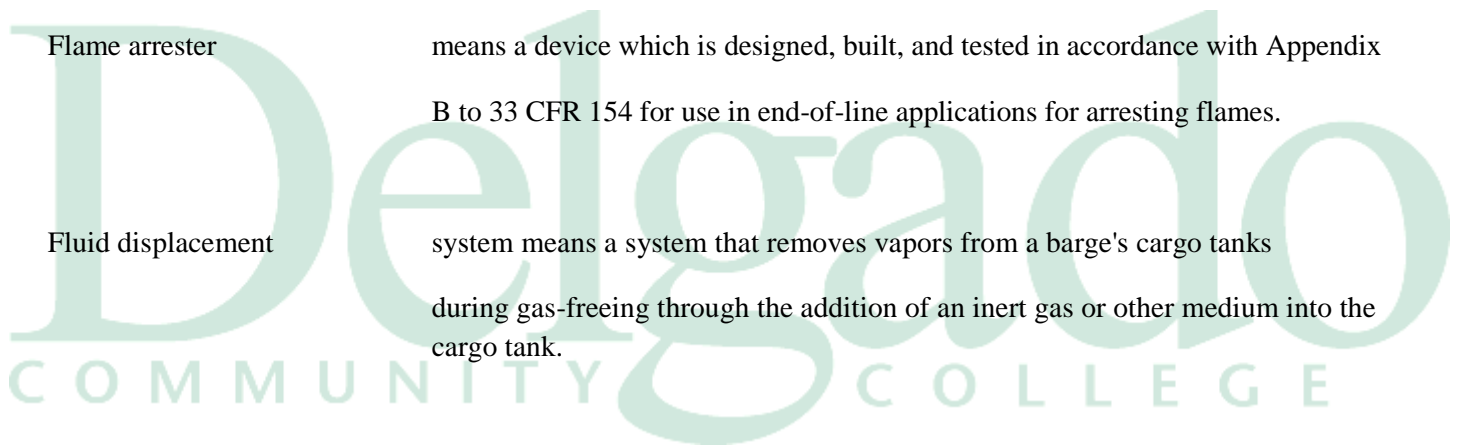 Flame arrester means a device which is designed, built, and tested in accordance with Appendix
B to 33 CFR 154 for use in end-of-line applications for arresting flames.
Fluid displacement system means a system that removes vapors from a barge's cargo tanks
during gas-freeing through the addition of an inert gas or other medium into the
cargo tank.
Delgado
COMMUNITY COLLEGE